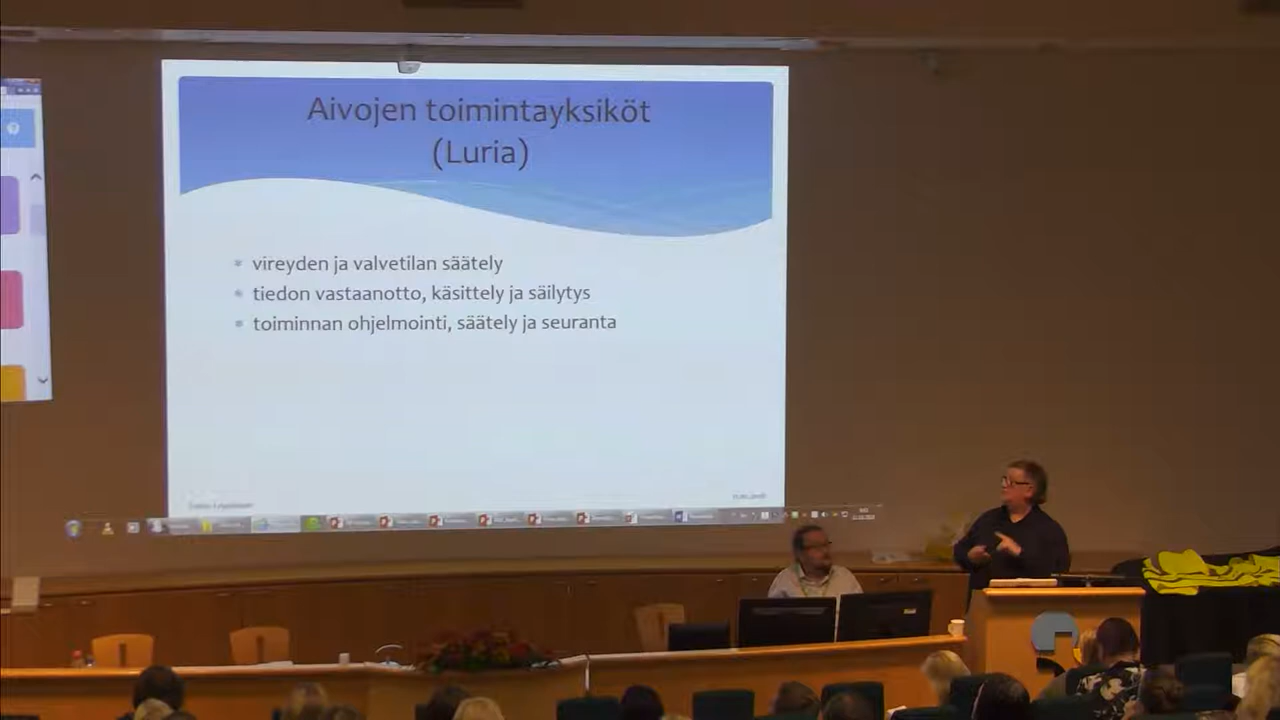 Aivojen toimintayksiköt
(Luria)
vireyden ja valvetilan säätely
tiedon vastaanotto, käsittely ja säilytys
toiminnan ohjelmointi, säätely ja seuranta